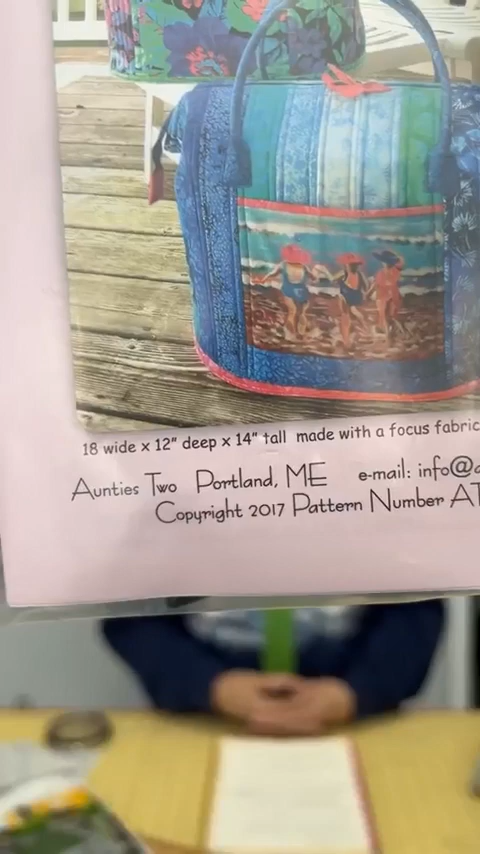 18 wide x 12" deep x 14" tall made with a focus fabric
Aunties Two Portland, ME e-mail: info@
Copyright 2017 Pattern Number AT